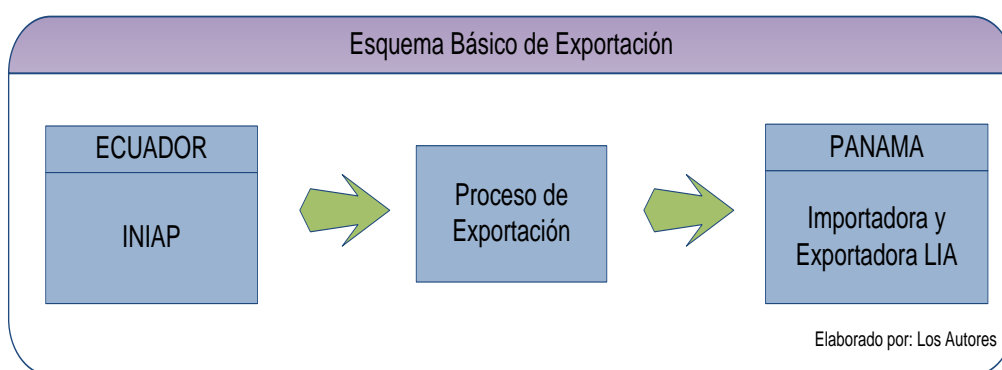 Esquema Básico de Exportación
ECUADOR
INIAP
Proceso de
Exportación
PANAMA
Importadora y
Exportadora LIA
Elaborado por: Los Autores